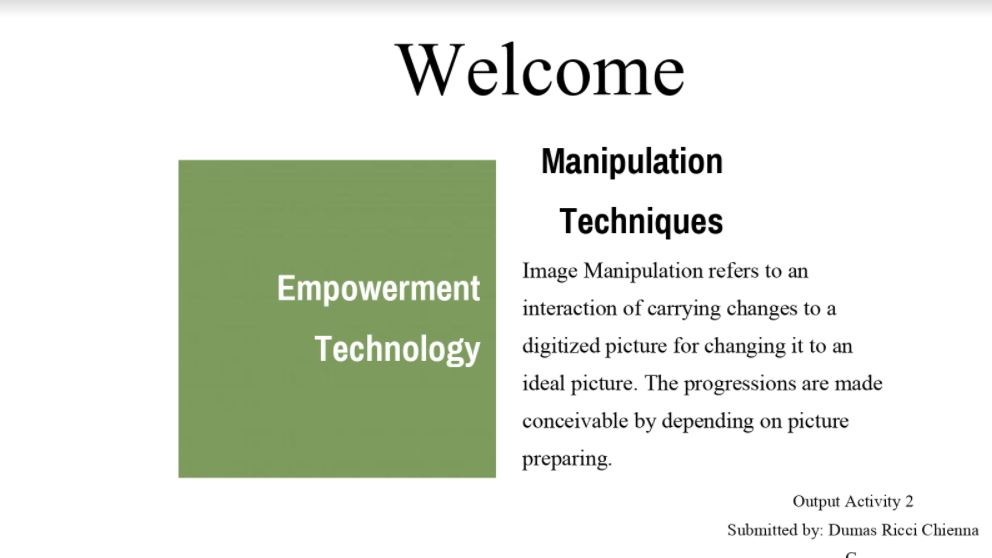 Welcome
Empowerment
Technology
Manipulation
Techniques
Image Manipulation refers to an
interaction of carrying changes to a
digitized picture for changing it to an
ideal picture. The progressions are made
conceivable by depending on picture
preparing.
Output Activity 2
Submitted by: Dumas Ricci Chienna